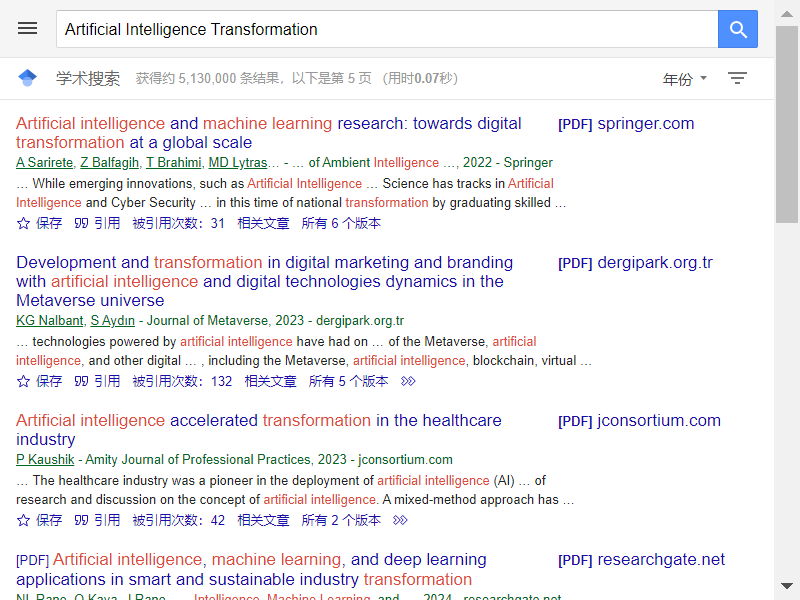 Artificial Intelligence Transformation
学术搜索 获得约 5,130,000 条结果，以下是第 5 页 （用时0.07秒） 年份
Artificial intelligence and machine learning research: towards digital transformation at a global scale [PDF] springer.com
A Sarirete, Z Balfagih, T Brahimi, MD Lytras… - … of Ambient Intelligence …, 2022 - Springer
… While emerging innovations, such as Artificial Intelligence … Science has tracks in Artificial
Intelligence and Cyber Security … in this time of national transformation by graduating skilled …
保存 引用 被引用次数：31 相关文章 所有 6 个版本
Development and transformation in digital marketing and branding [PDF] dergipark.org.tr
with artificial intelligence and digital technologies dynamics in the
Metaverse universe
KG Nalbant, S Aydın - Journal of Metaverse, 2023 - dergipark.org.tr
… technologies powered by artificial intelligence have had on … of the Metaverse, artificial
intelligence, and other digital … , including the Metaverse, artificial intelligence, blockchain, virtual …
保存 引用 被引用次数：132 相关文章 所有 5 个版本
Artificial intelligence accelerated transformation in the healthcare [PDF] jconsortium.com
industry
P Kaushik - Amity Journal of Professional Practices, 2023 - jconsortium.com
… The healthcare industry was a pioneer in the deployment of artificial intelligence (AI) … of
research and discussion on the concept of artificial intelligence. A mixed-method approach has …
保存 引用 被引用次数：42 相关文章 所有 2 个版本
[PDF] Artificial intelligence, machine learning, and deep learning [PDF] researchgate.net
applications in smart and sustainable industry transformation
NL Rane, O Kaya, J Rane - … Intelligence, Machine Learning, and …, 2024 - researchgate.net